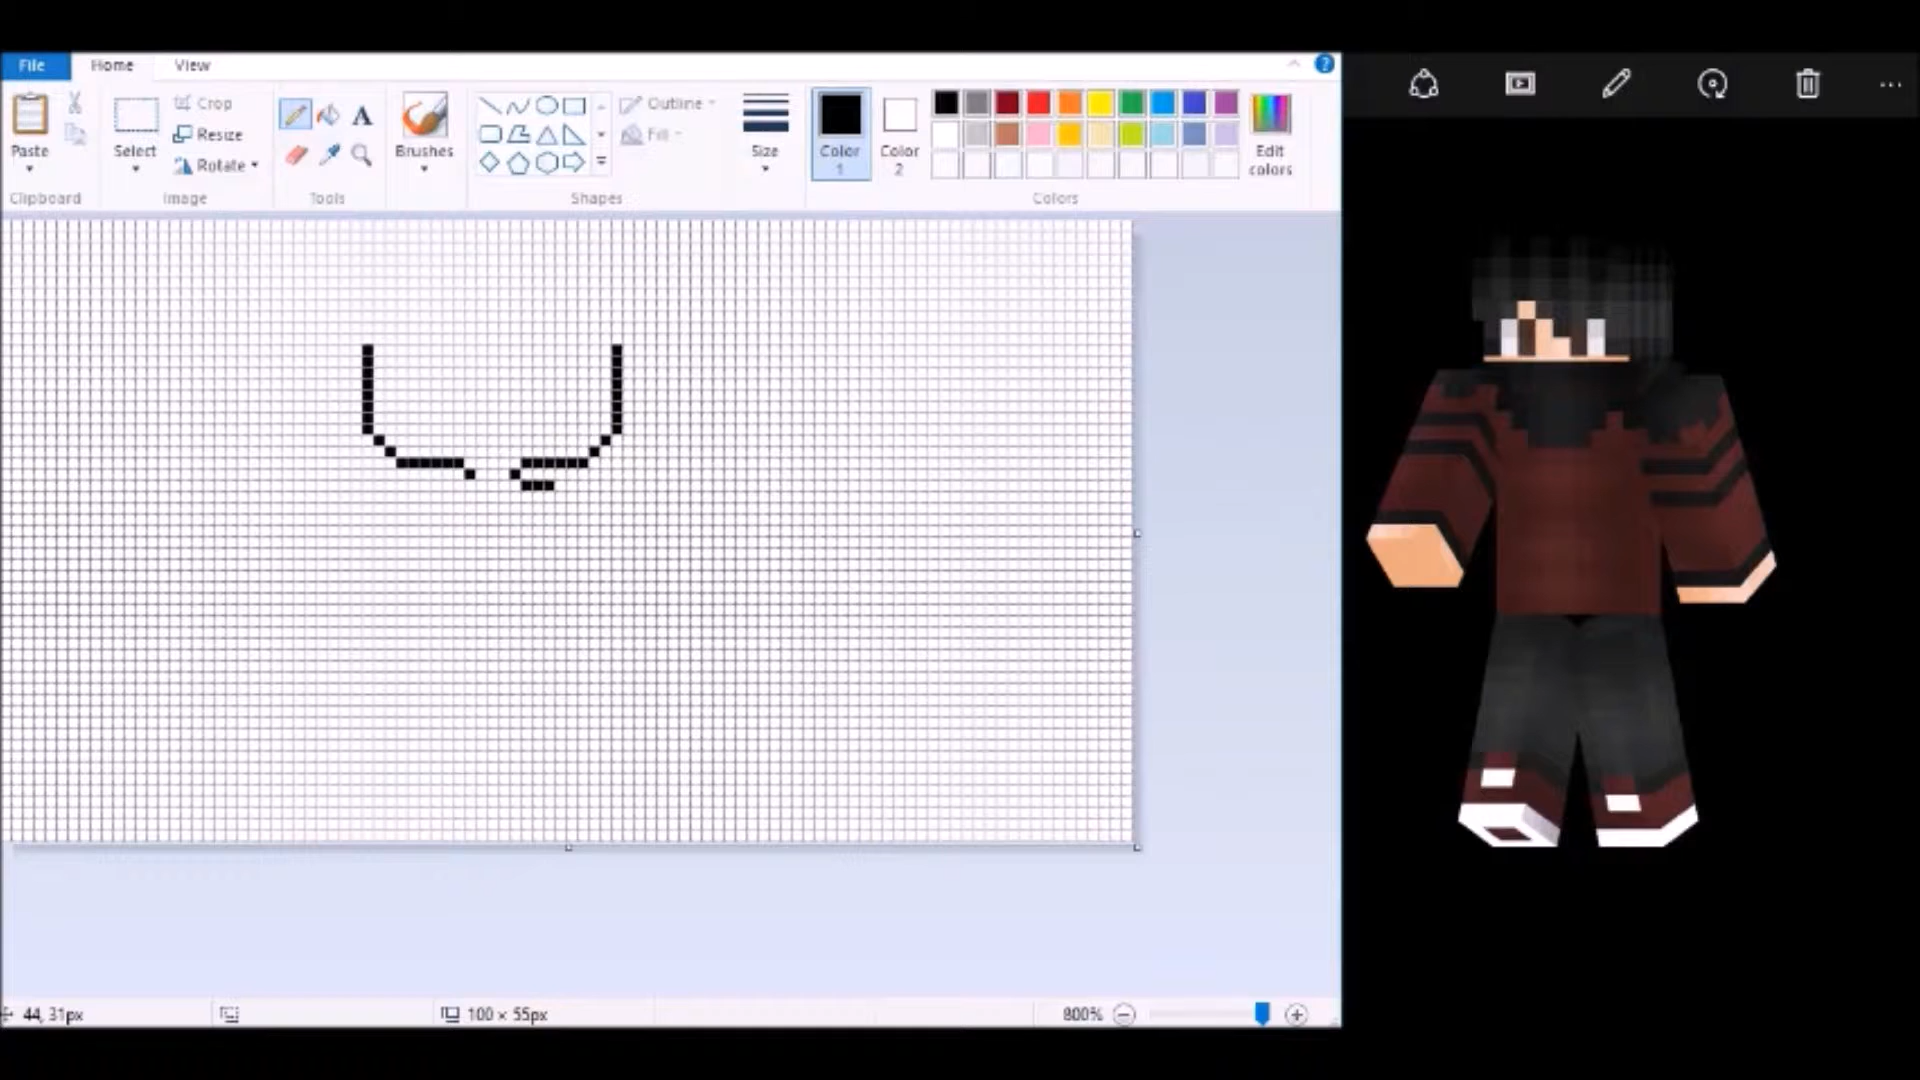 File Home View
Crop
Outline
Resize
Fill
Paste Select Brushes Size Color 1 Color 2 Edit colors
Rotate
Clipboard Image Tools Shapes Colors
44, 31px 100 × 55px 800%